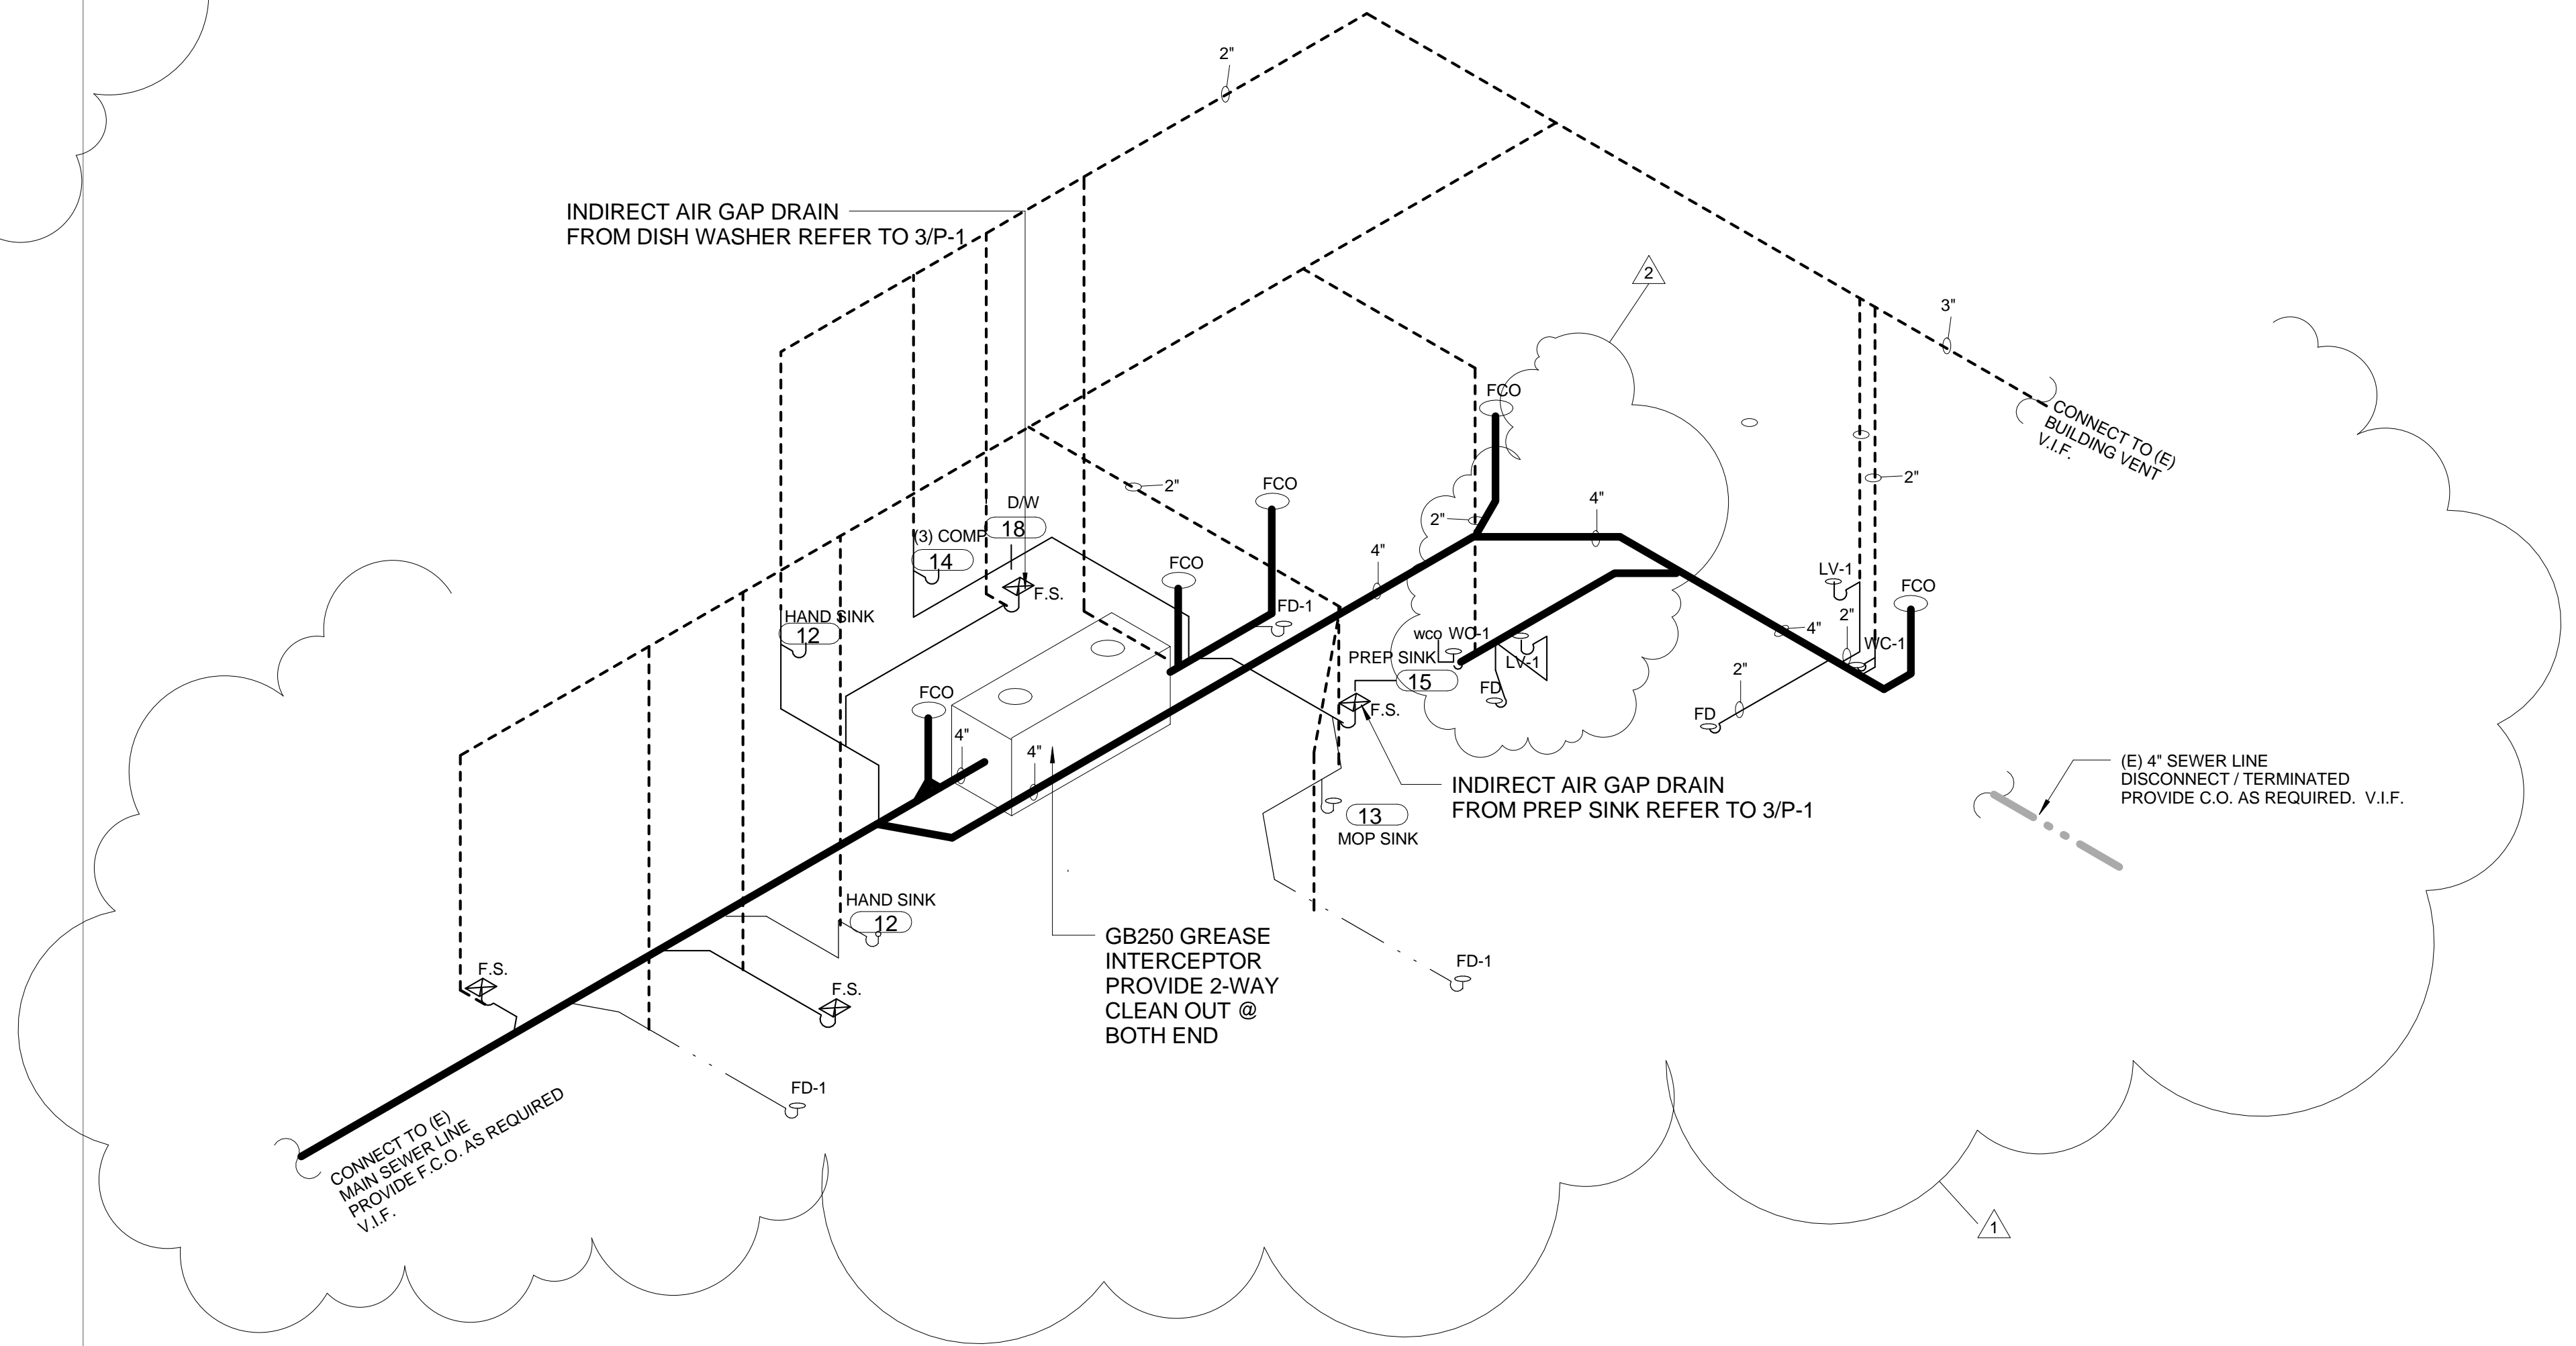 2"
INDIRECT AIR GAP DRAIN
FROM DISH WASHER REFER TO 3/P-1
2
3"
CONNECT TO (E)
BUILDING VENT
V.I.F.
FCO
2"
FCO
2"
D/W
18
(3) COMP
14
F.S.
2"
4"
4"
FCO
LV-1
FCO
FD-1
HAND SINK
12
2"
4"
WC-1
wco WC-1
LV-1
PREP SINK
15
FD
2"
FD
F.S.
FCO
4"
4"
INDIRECT AIR GAP DRAIN
FROM PREP SINK REFER TO 3/P-1
13
MOP SINK
(E) 4" SEWER LINE
DISCONNECT / TERMINATED
PROVIDE C.O. AS REQUIRED. V.I.F.
HAND SINK
12
GB250 GREASE
INTERCEPTOR
PROVIDE 2-WAY
CLEAN OUT @
BOTH END
FD-1
F.S.
F.S.
FD-1
CONNECT TO (E)
MAIN SEWER LINE
PROVIDE F.C.O. AS REQUIRED
V.I.F.
1